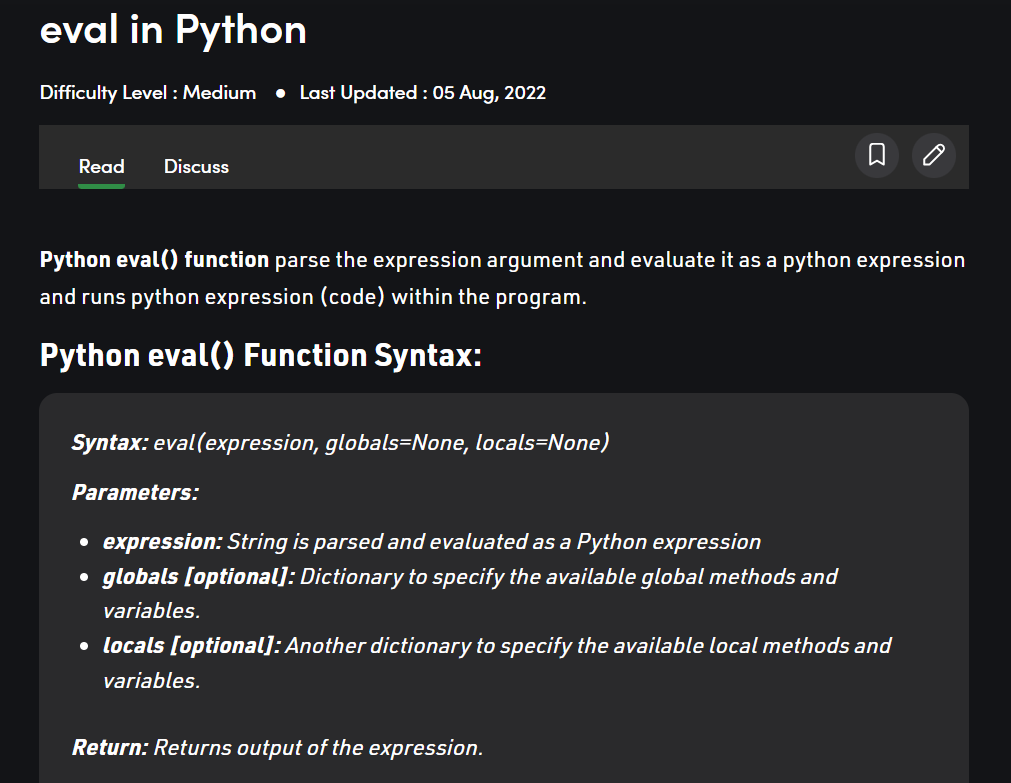 eval in Python
Difficulty Level : Medium ● Last Updated : 05 Aug, 2022
Read Discuss
Python eval() function parse the expression argument and evaluate it as a python expression
and runs python expression (code) within the program.
Python eval() Function Syntax:
Syntax: eval(expression, globals=None, locals=None)
Parameters:
• expression: String is parsed and evaluated as a Python expression
• globals [optional]: Dictionary to specify the available global methods and
variables.
• locals [optional]: Another dictionary to specify the available local methods and
variables.
Return: Returns output of the expression.